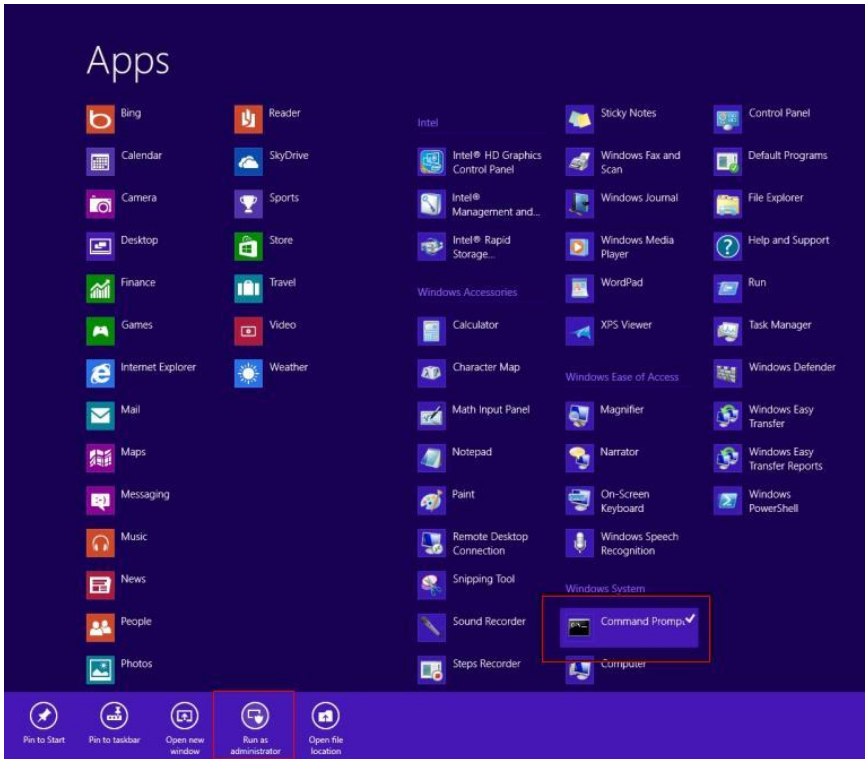 Apps
Bing
Calendar
Camera
Desktop
Finance
Games
Internet Explorer
Mail
Maps
Messaging
Music
News
People
Photos
Reader
SkyDrive
Sports
Store
Travel
Video
Weather
Intel
Intel® HD Graphics
Control Panel
Intel®
Management and...
Intel® Rapid
Storage...
Windows Accessories
Calculator
Character Map
Math Input Panel
Notepad
Paint
Remote Desktop
Connection
Snipping Tool
Sound Recorder
Steps Recorder
Sticky Notes
Windows Fax and
Scan
Windows Journal
Windows Media
Player
WordPad
XPS Viewer
Windows Ease of Access
Magnifier
Narrator
On-Screen
Keyboard
Windows Speech
Recognition
Windows System
Command Prompt
Computer
Control Panel
Default Programs
File Explorer
Help and Support
Run
Task Manager
Windows Defender
Windows Easy
Transfer
Windows Easy
Transfer Reports
Windows
PowerShell
Pin to Start
Pin to taskbar
Open new
window
Run as
administrator
Open file
location